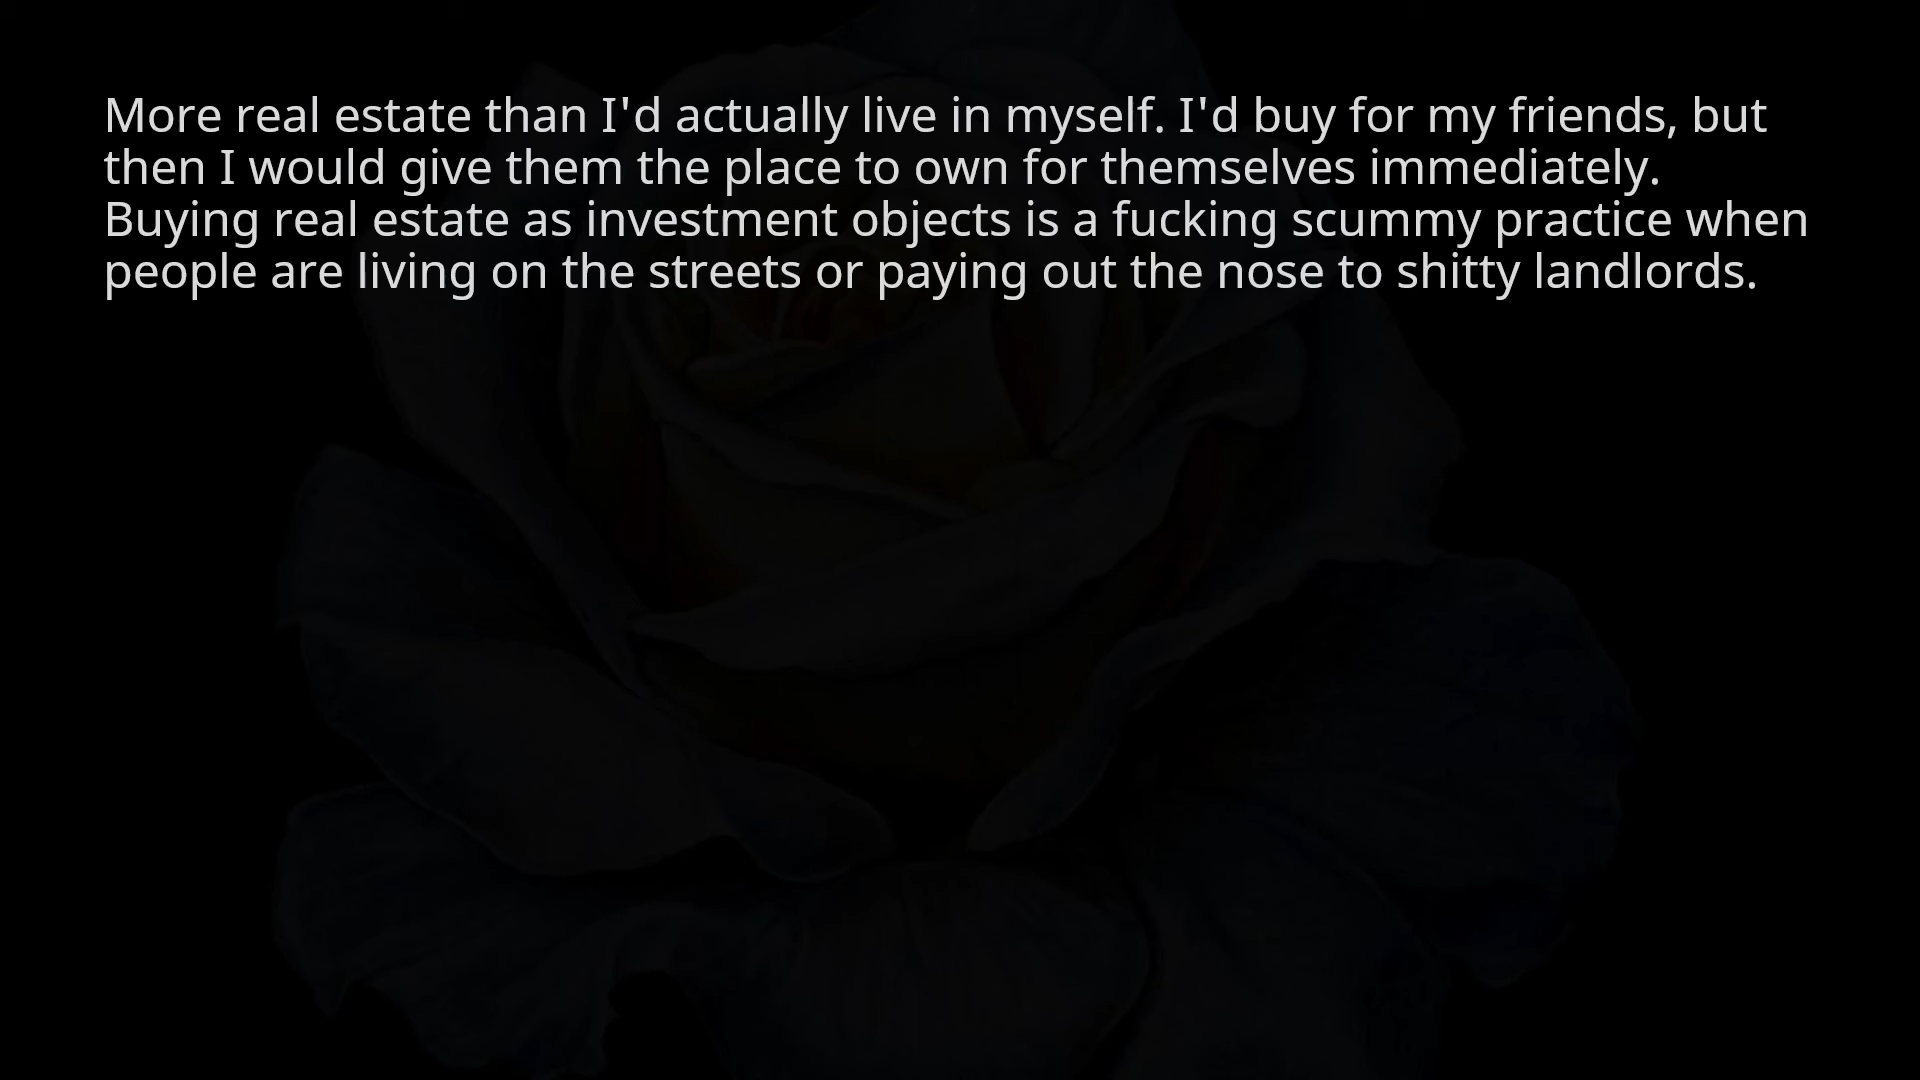 More real estate than I'd actually live in myself. I'd buy for my friends, but
then I would give them the place to own for themselves immediately.
Buying real estate as investment objects is a fucking scummy practice when
people are living on the streets or paying out the nose to shitty landlords.